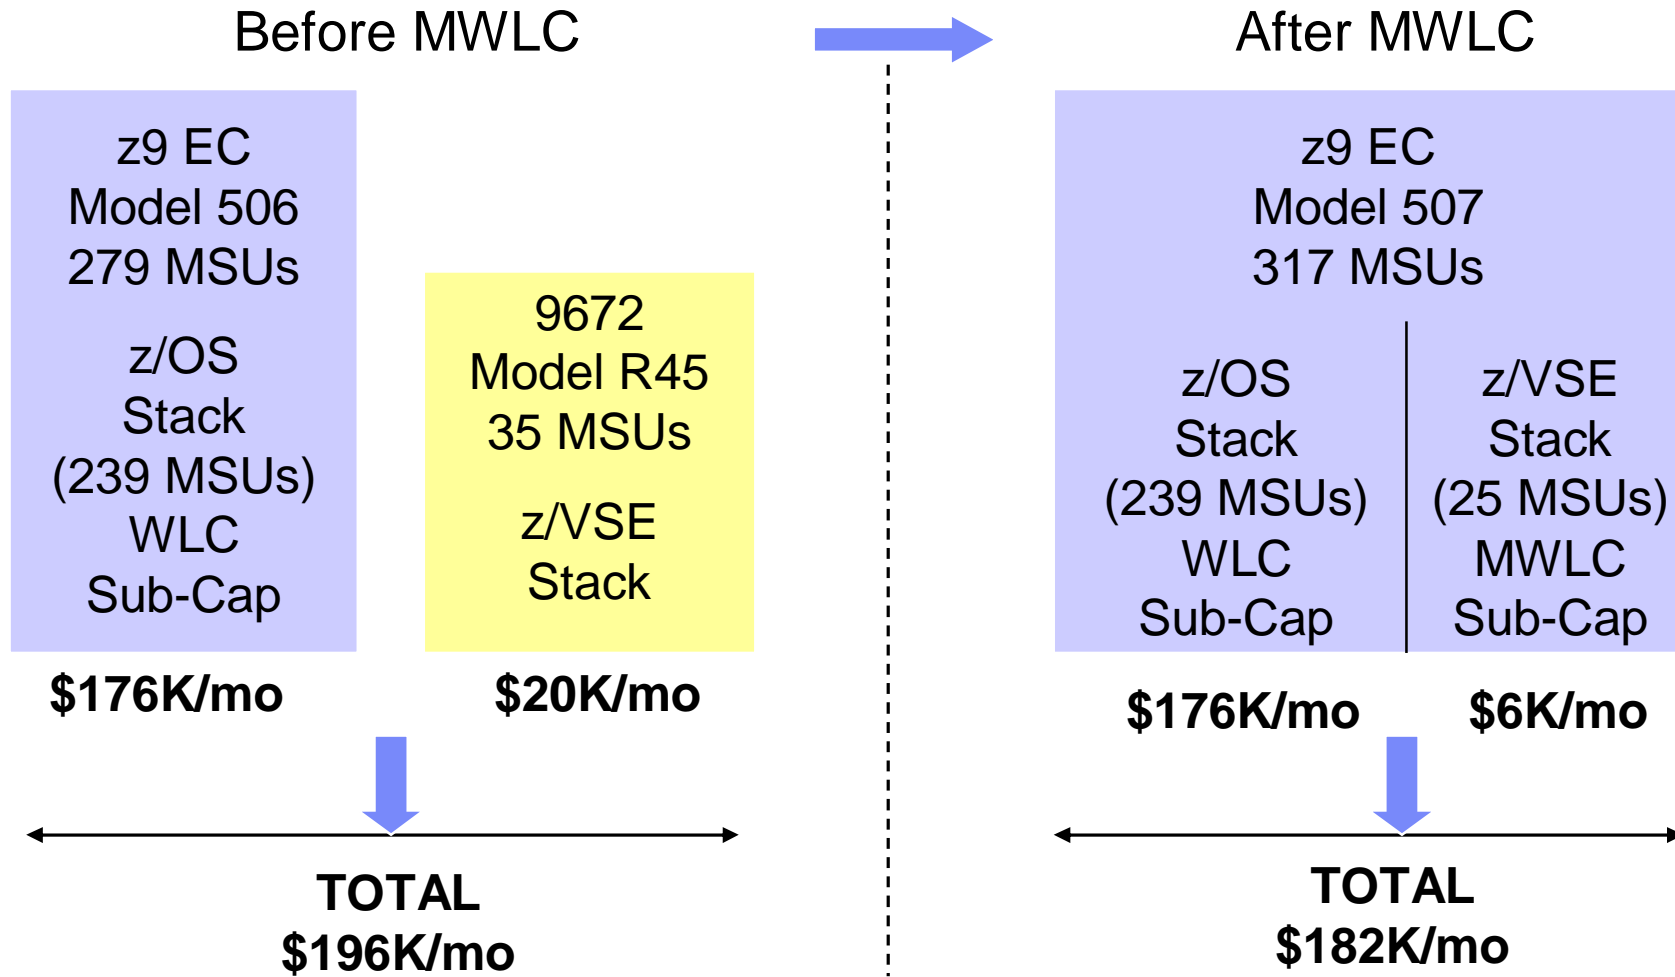 Before MWLC
After MWLC
z9 EC
Model 506
279 MSUs
z/OS
Stack
(239 MSUs)
WLC
Sub-Cap
$176K/mo
9672
Model R45
35 MSUs
z/VSE
Stack
$20K/mo
TOTAL
$196K/mo
z9 EC
Model 507
317 MSUs
z/OS
Stack
(239 MSUs)
WLC
Sub-Cap
$176K/mo
z/VSE
Stack
(25 MSUs)
MWLC
Sub-Cap
$6K/mo
TOTAL
$182K/mo